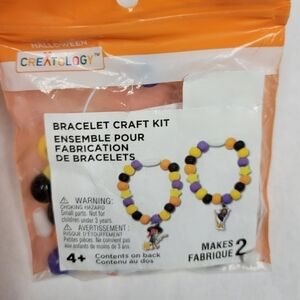 HALLOWEEN
CREATOLOGY™
BRACELET CRAFT KIT
ENSEMBLE POUR
FABRICATION
DE BRACELETS
⚠ WARNING:
CHOKING HAZARD
Small parts. Not for
children under 3 years.
⚠ AVERTISSEMENT:
RISQUE D'ÉTOUFFEMENT
Petites pièces. Ne convient pas
aux enfants de moins de 3 ans.
4+
Contents on back
Contenu au dos
MAKES
FABRIQUE 2